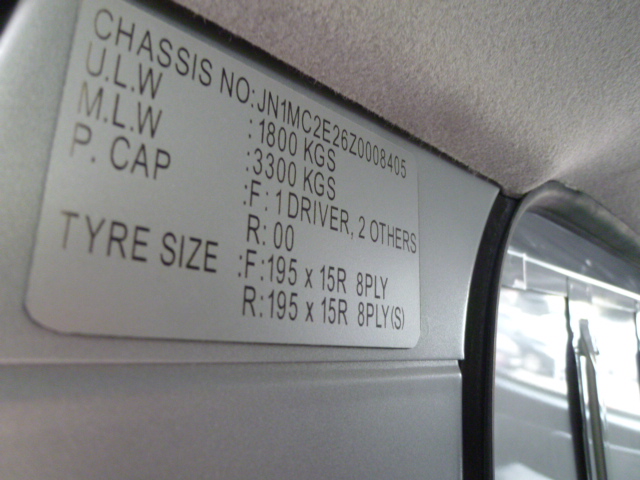 CHASSIS NO:JN1MC2E26Z0008405
U.L.W :1800 KGS
M.L.W :3300 KGS
P. CAP :F: 1 DRIVER, 2 OTHERS
R: 00
TYRE SIZE :F:195 x 15R 8PLY
R:195 x 15R 8PLY(S)